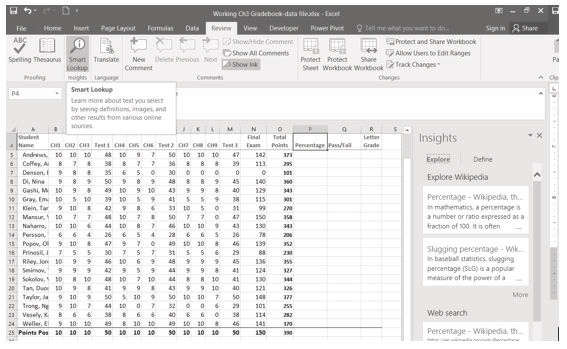 Working Ch3 Gradebook-data file.xlsx - Excel
File Home Insert Page Layout Formulas Data Review View Developer Power Pivot Tell me what you want to do... Sign in Share
ABC
Spelling Thesaurus Smart Lookup Translate New Comment Delete Previous Next Show/Hide Comment Protect Sheet Protect Workbook Share Workbook Protect and Share Workbook
Show All Comments Allow Users to Edit Ranges
Show Ink Track Changes
Proofing Insights Language Comments Changes
P4
Smart Lookup
Learn more about text you select
by seeing definitions, images, and
other results from various online
sources.
A B L M N O P Q R S
4 Student Name CH1 CH2 CH3 Test 1 CH4 CH5 CH6 Test 2 CH7 CH8 CH9 Test 3 Final Exam Total Points Percentage Pass/Fail Letter Grade
5 Andrews, 10 10 10 48 10 9 7 50 10 10 10 47 142 373
6 Coffey, A 8 7 8 38 8 7 7 36 8 8 8 39 113 295
7 Denson, 9 8 8 35 6 5 0 30 0 0 0 0 0 101
8 Di, Nina 9 8 9 50 9 8 9 48 8 8 9 45 140 360
9 Gashi, Mo 10 9 8 49 10 9 10 43 9 9 8 40 129 343
10 Gray, Ema 10 5 10 39 10 5 9 41 5 5 9 38 115 301
11 Klein, Tar 9 10 8 42 9 8 6 33 10 5 0 31 99 270
12 Mansur, 10 7 7 48 10 7 8 50 7 7 0 47 150 358
13 Naharro, 10 10 6 44 10 8 7 46 10 10 9 43 130 343
14 Persson, 6 6 4 26 6 5 4 28 6 6 5 26 78 206
15 Popov, Ol 9 10 8 47 9 7 0 49 10 10 8 46 139 352
16 Prinosil, J 7 5 5 30 7 5 7 31 5 5 6 29 88 230
17 Riley, Jon 10 9 9 46 10 6 9 48 9 9 9 45 136 355
18 Smirnov, 9 9 9 42 9 5 9 44 9 9 8 41 124 327
19 Sokolov, 10 8 10 44 10 7 10 44 8 8 10 41 130 344
20 Tan, Duo 10 9 8 41 9 9 8 43 9 9 10 40 121 326
21 Taylor, Ja 9 10 9 50 5 10 9 50 10 10 7 50 148 377
22 Trong, Ng 9 10 7 44 10 0 7 32 0 0 6 29 101 255
23 Vesely, K 8 6 8 38 8 6 6 40 6 6 0 38 114 282
24 Weller, El 9 10 10 49 8 10 10 49 10 10 8 46 141 370
25 Points Pos 10 10 10 50 10 10 10 50 10 10 10 50 150 390
Insights
Explore Define
Explore Wikipedia
Percentage - Wikipedia, th...
In mathematics, a percentage is
a number or ratio expressed as a
fraction of 100. It is often ...
Slugging percentage - Wik...
In baseball statistics, slugging
percentage (SLG) is a popular
measure of the power of a
More
Web search
Percentage - Wikipedia, th...